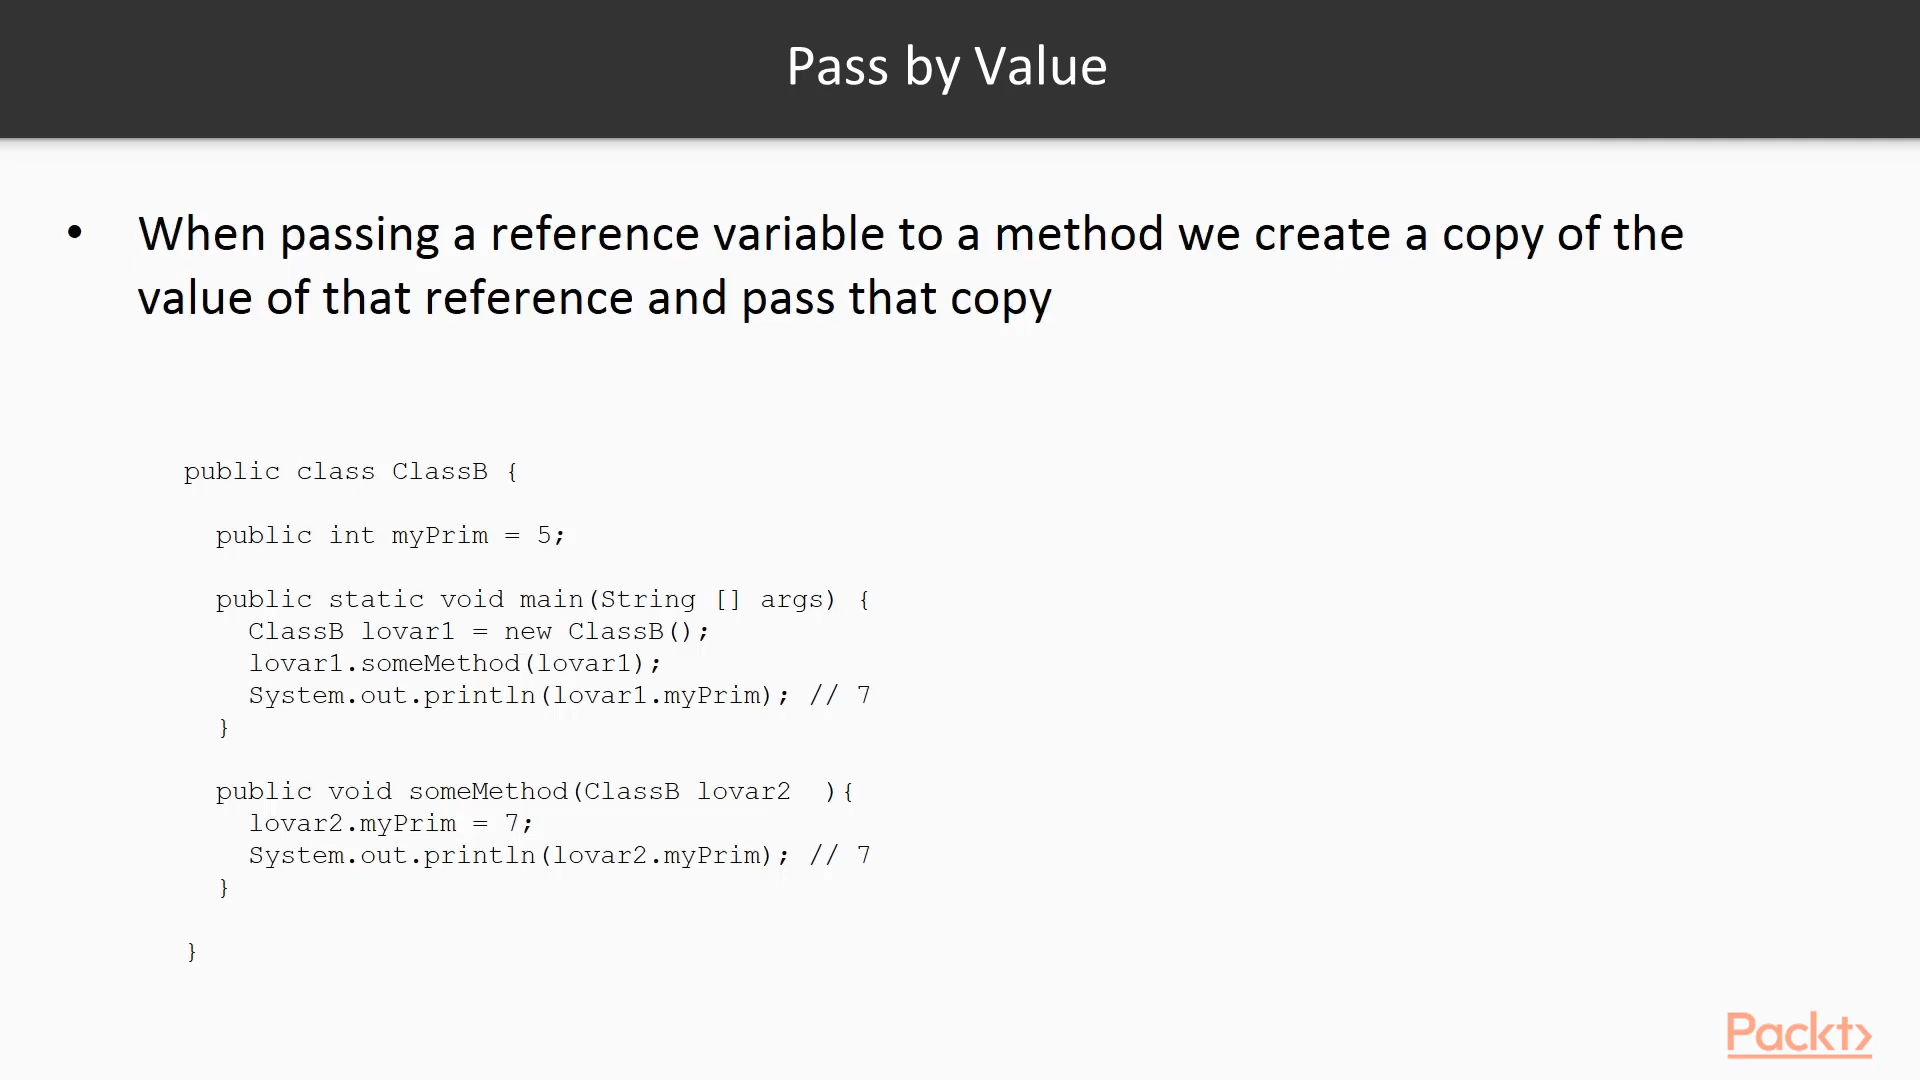 Pass by Value
• When passing a reference variable to a method we create a copy of the
value of that reference and pass that copy
public class ClassB {
public int myPrim = 5;
public static void main(String [] args) {
ClassB lovar1 = new ClassB();
lovar1.someMethod(lovar1);
System.out.println(lovar1.myPrim); // 7
}
public void someMethod(ClassB lovar2  ){
lovar2.myPrim = 7;
System.out.println(lovar2.myPrim); // 7
}
}
Packt>